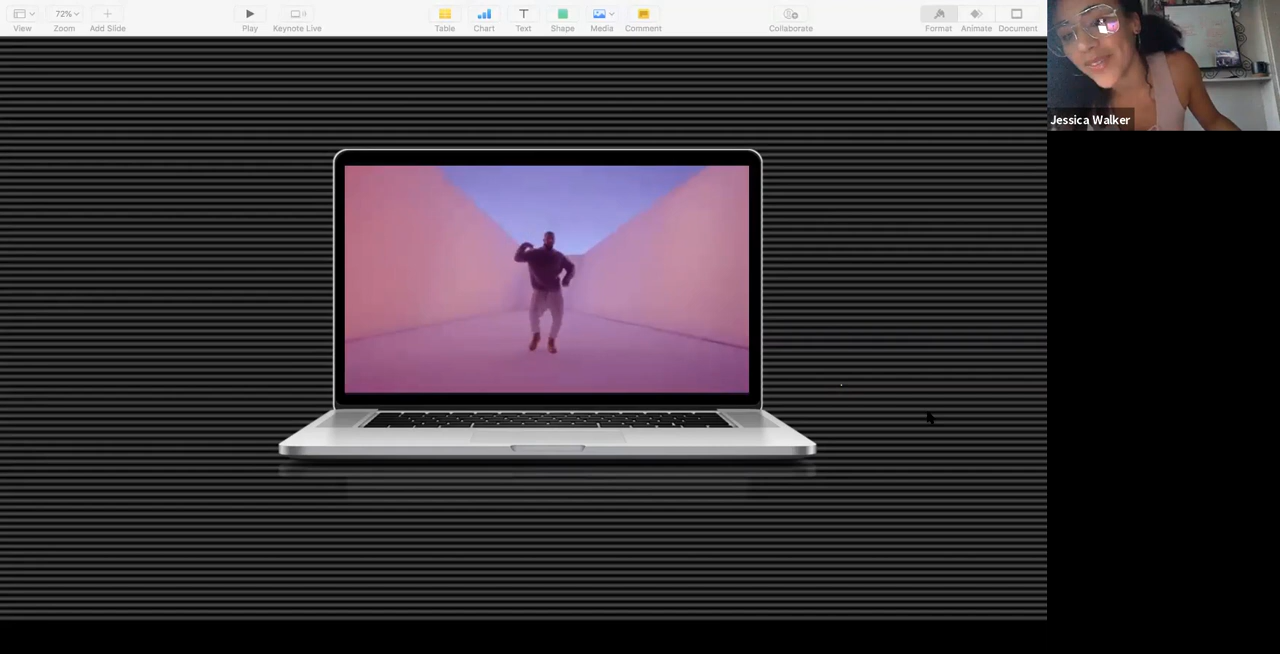 View
Zoom
Add Slide
72%
Play
Keynote Live
Table
Chart
Text
Shape
Media
Comment
Collaborate
Format
Animate
Document
Jessica Walker